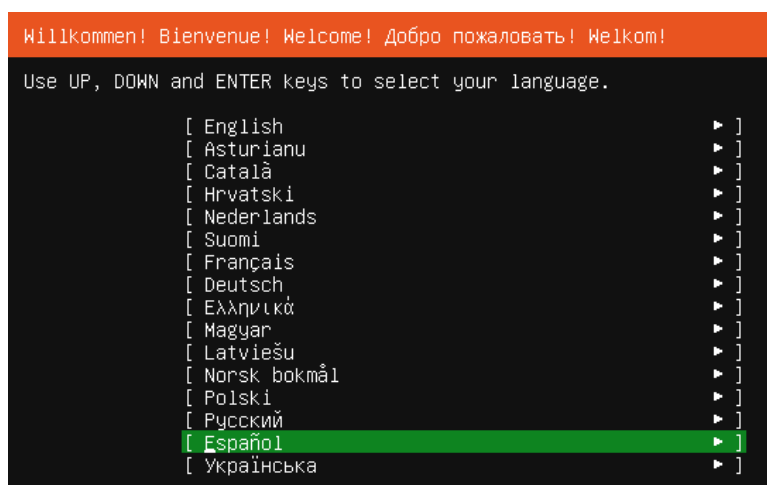 Willkommen! Bienvenue! Welcome! Добро пожаловать! Welkom!
Use UP, DOWN and ENTER keys to select your language.
[ English ► ]
[ Asturianu ► ]
[ Català ► ]
[ Hrvatski ► ]
[ Nederlands ► ]
[ Suomi ► ]
[ Français ► ]
[ Deutsch ► ]
[ Ελληνικά ► ]
[ Magyar ► ]
[ Latviešu ► ]
[ Norsk bokmål ► ]
[ Polski ► ]
[ Русский ► ]
[ Español ► ]
[ Українська ► ]